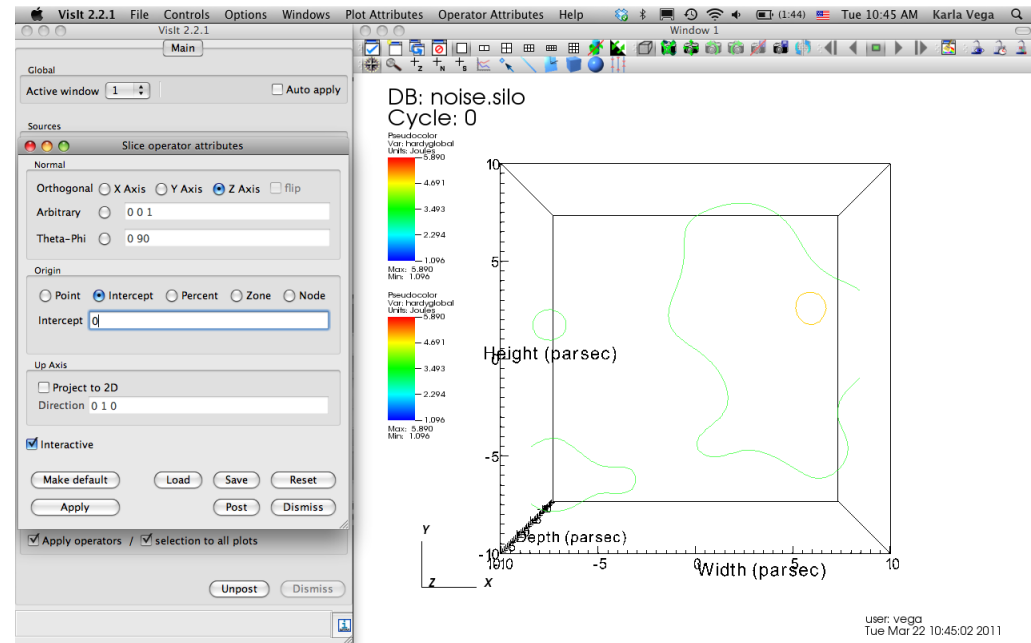 VisIt 2.2.1 File Controls Options Windows Plot Attributes Operator Attributes Help (1:44) Tue 10:45 AM Karla Vega
VisIt 2.2.1
Main
Global
Active window 1 Auto apply
Sources
Slice operator attributes
Normal
Orthogonal X Axis Y Axis Z Axis flip
Arbitrary 0 0 1
Theta-Phi 0 90
Origin
Point Intercept Percent Zone Node
Intercept 0
Up Axis
Project to 2D
Direction 0 1 0
Interactive
Make default Load Save Reset
Apply Post Dismiss
Apply operators / selection to all plots
Unpost Dismiss
Window 1
DB: noise.silo
Cycle: 0
Pseudocolor
Var: hardyglobal
Units: Joules
5.890
4.691
3.493
2.294
1.096
Max: 5.890
Min: 1.096
Pseudocolor
Var: hardyglobal
Units: Joules
5.890
4.691
3.493
2.294
1.096
Max: 5.890
Min: 1.096
10
5
Height (parsec)
-5
Depth (parsec)
-10
-5
Width (parsec)
5
10
Y
Z X
user: vega
Tue Mar 22 10:45:02 2011